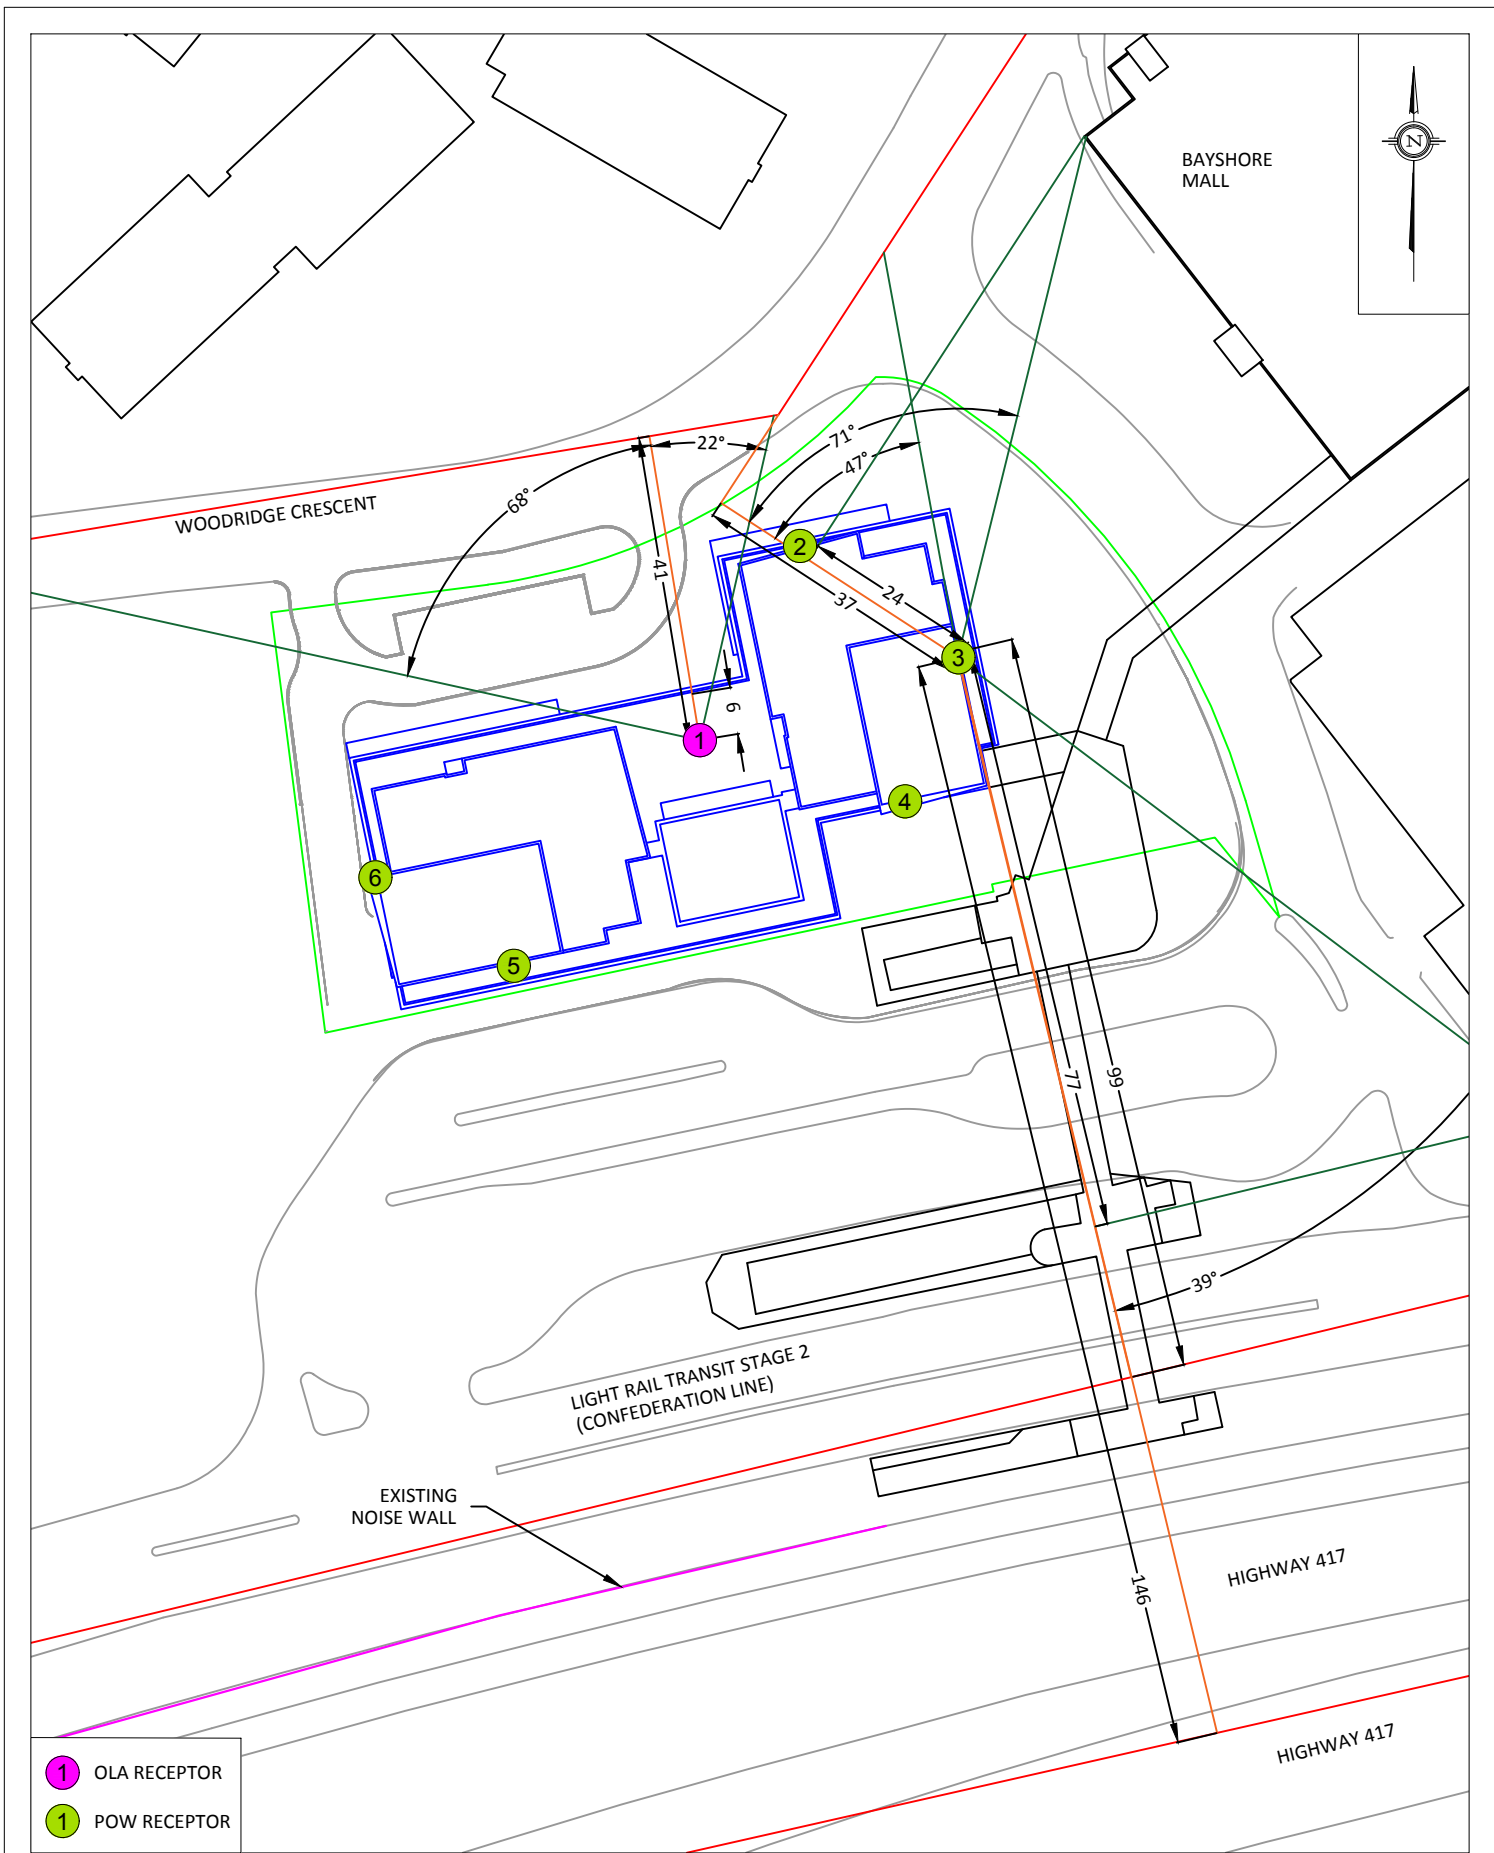 BAYSHORE
MALL
N
71°
22°
47°
68°
WOODRIDGE CRESCENT
2
41
24
37
3
6
1
4
6
5
77
99
39°
LIGHT RAIL TRANSIT STAGE 2
(CONFEDERATION LINE)
EXISTING
NOISE WALL
HIGHWAY 417
146
HIGHWAY 417
1 OLA RECEPTOR
1 POW RECEPTOR